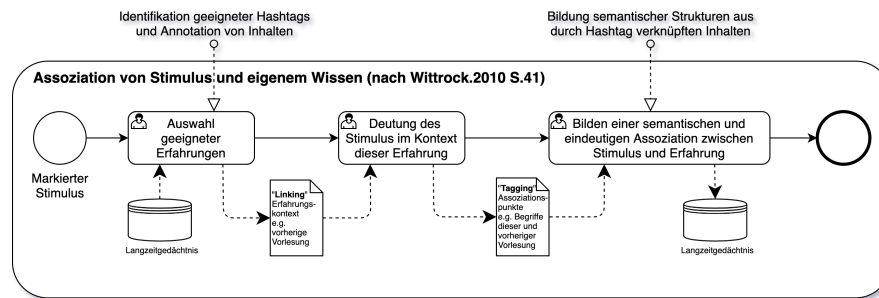 Identifikation geeigneter Hashtags
und Annotation von Inhalten
Bildung semantischer Strukturen aus
durch Hashtag verknüpften Inhalten
Assoziation von Stimulus und eigenem Wissen (nach Wittrock.2010 S.41)
Markierter
Stimulus
Auswahl
geeigneter
Erfahrungen
Deutung des
Stimulus im Kontext
dieser Erfahrung
Bilden einer semantischen und
eindeutigen Assoziation zwischen
Stimulus und Erfahrung
Langzeitgedächtnis
"Linking"
Erfahrungs-
kontext
e.g.
vorherige
Vorlesung
"Tagging"
Assoziations-
punkte
e.g. Begriffe
dieser und
vorheriger
Vorlesung
Langzeitgedächtnis